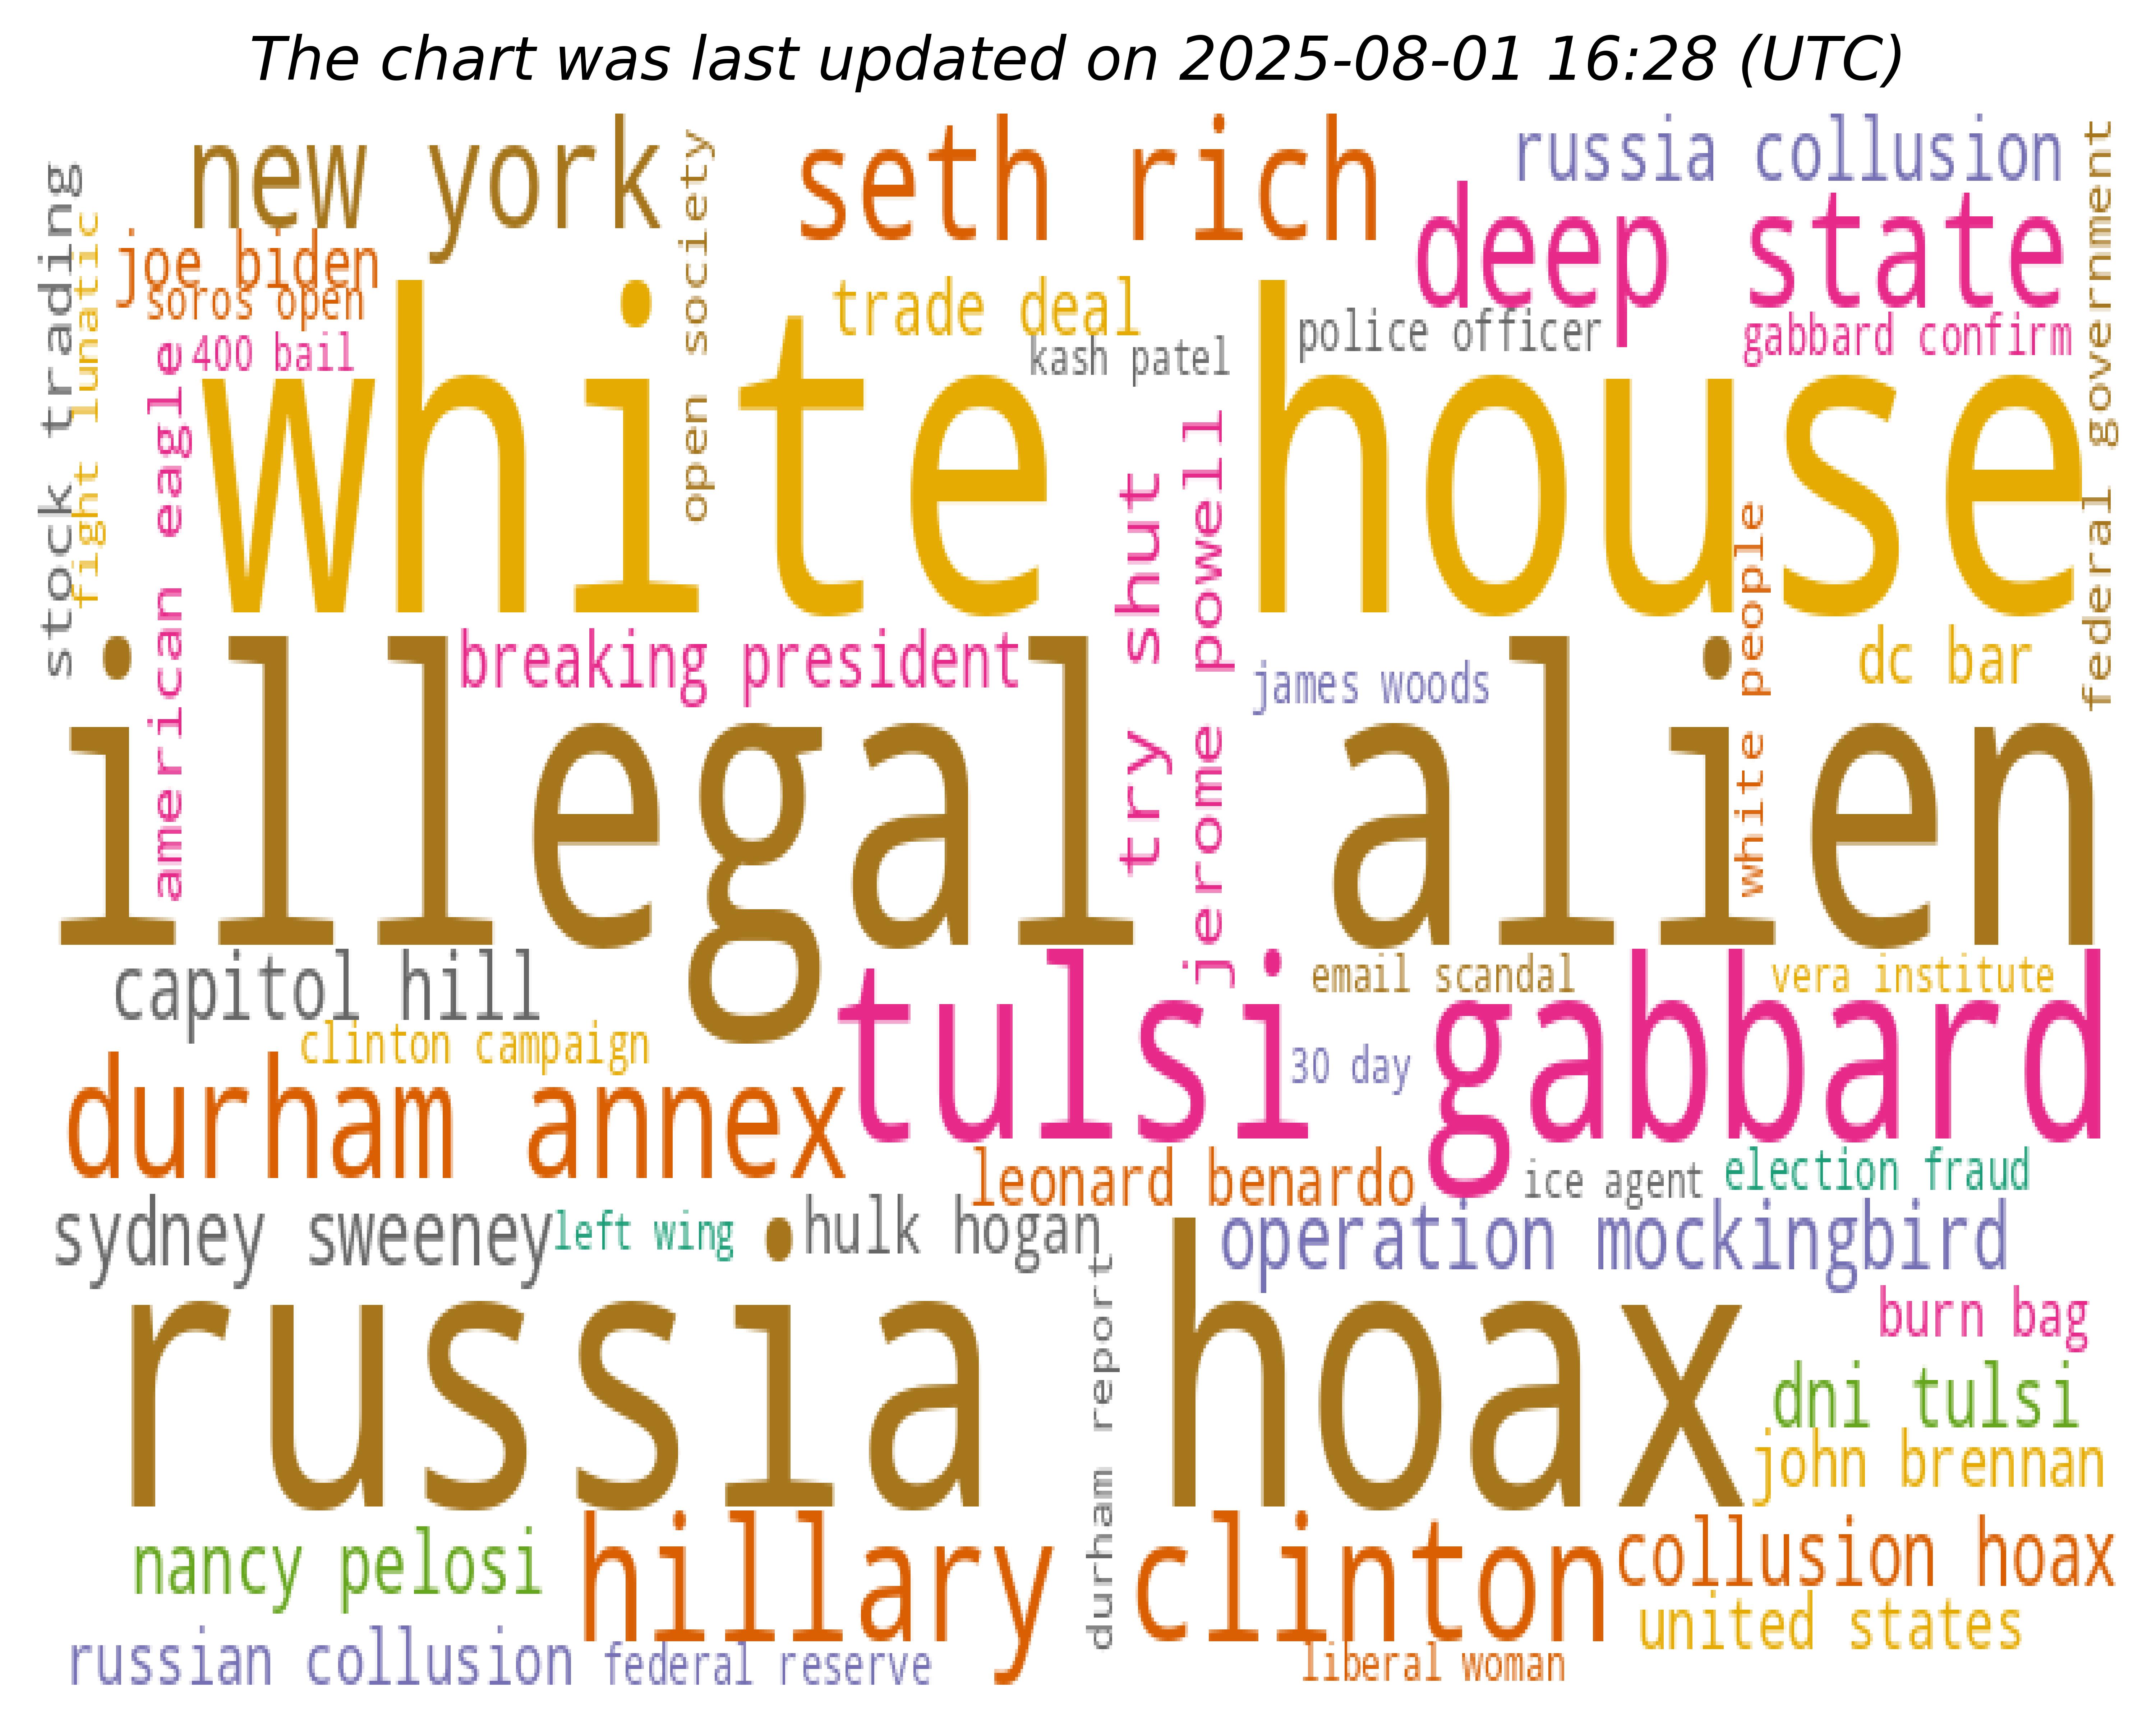 The chart was last updated on 2025-08-01 16:28 (UTC)
new york
seth rich
russia collusion
deep state
stock trading
fight lunatic
joe biden
soros open
400 bail
american eagle
open society
trade deal
kash patel
police officer
gabbard confirm
federal government
white house
try shut
jerome powell
white people
breaking president
james woods
dc bar
illegal alien
capitol hill
clinton campaign
tulsi gabbard
email scandal
vera institute
30 day
durham annex
leonard benardo
ice agent
election fraud
sydney sweeney
left wing
hulk hogan
operation mockingbird
burn bag
russia hoax
durham report
dni tulsi
john brennan
nancy pelosi
hillary clinton
collusion hoax
united states
russian collusion
federal reserve
liberal woman